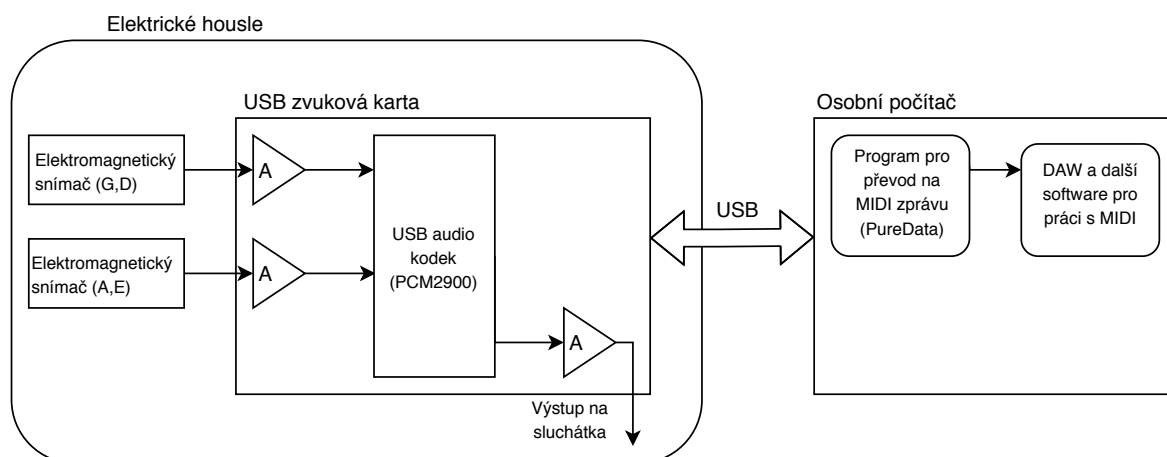 Elektrické housle
USB zvuková karta
Elektromagnetický
snímač (G,D)
A
Elektromagnetický
snímač (A,E)
A
USB audio
kodek
(PCM2900)
A
Výstup na
sluchátka
USB
Osobní počítač
Program pro
převod na
MIDI zprávu
(PureData)
DAW a další
software pro
práci s MIDI